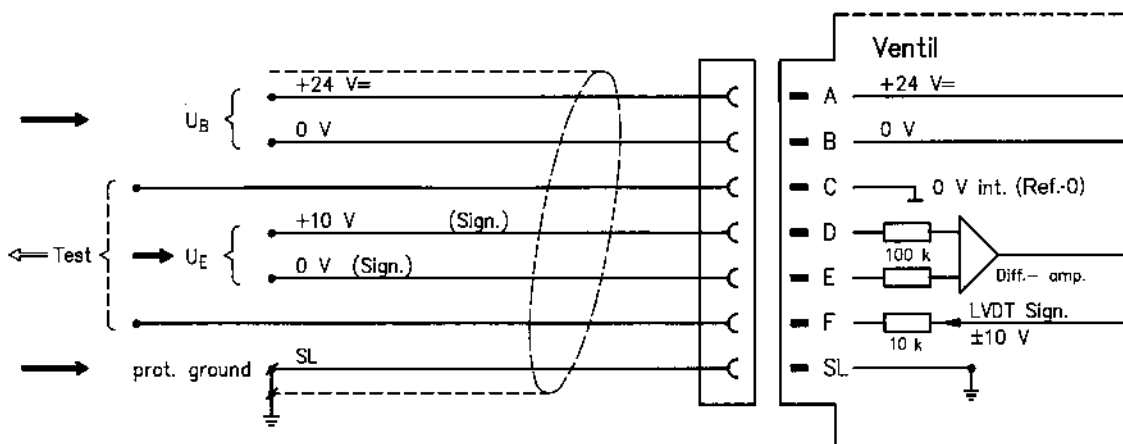 Ventil
+24 V=
U_B
0 V
A +24 V=
B 0 V
C 0 V int. (Ref.-0)
+10 V (Sign.)
D
100 k
Test
U_E
0 V (Sign.)
E
Diff.- amp.
F
LVDT Sign.
10 k
±10 V
prot. ground
SL
SL